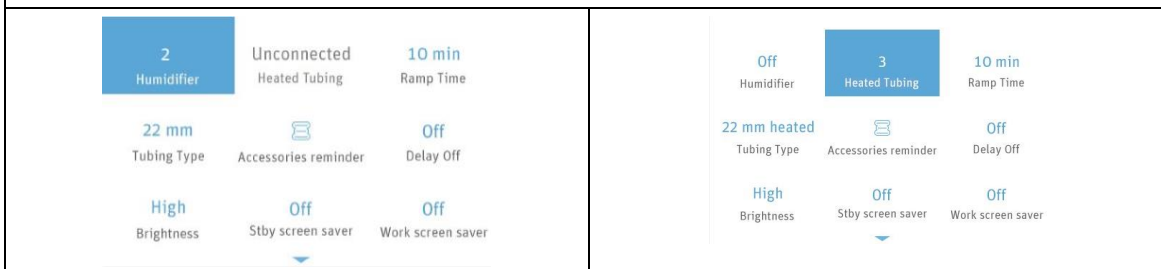 2 Unconnected 10 min
Humidifier Heated Tubing Ramp Time
22 mm Off
Tubing Type Accessories reminder Delay Off
High Off Off
Brightness Stby screen saver Work screen saver
Off 3 10 min
Humidifier Heated Tubing Ramp Time
22 mm heated Off
Tubing Type Accessories reminder Delay Off
High Off Off
Brightness Stby screen saver Work screen saver